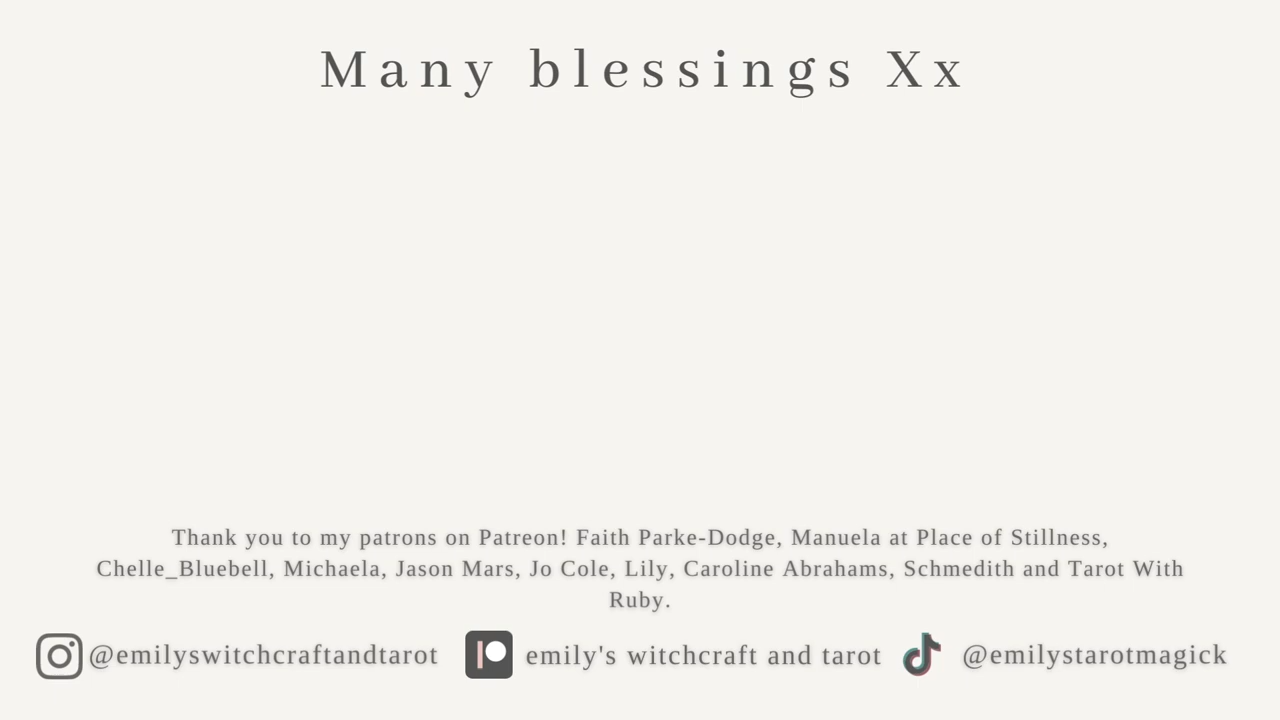 Many blessings Xx
Thank you to my patrons on Patreon! Faith Parke-Dodge, Manuela at Place of Stillness,
Chelle_Bluebell, Michaela, Jason Mars, Jo Cole, Lily, Caroline Abrahams, Schmedith and Tarot With
Ruby.
@emilyswitchcraftandtarot emily's witchcraft and tarot @emilystarotmagick